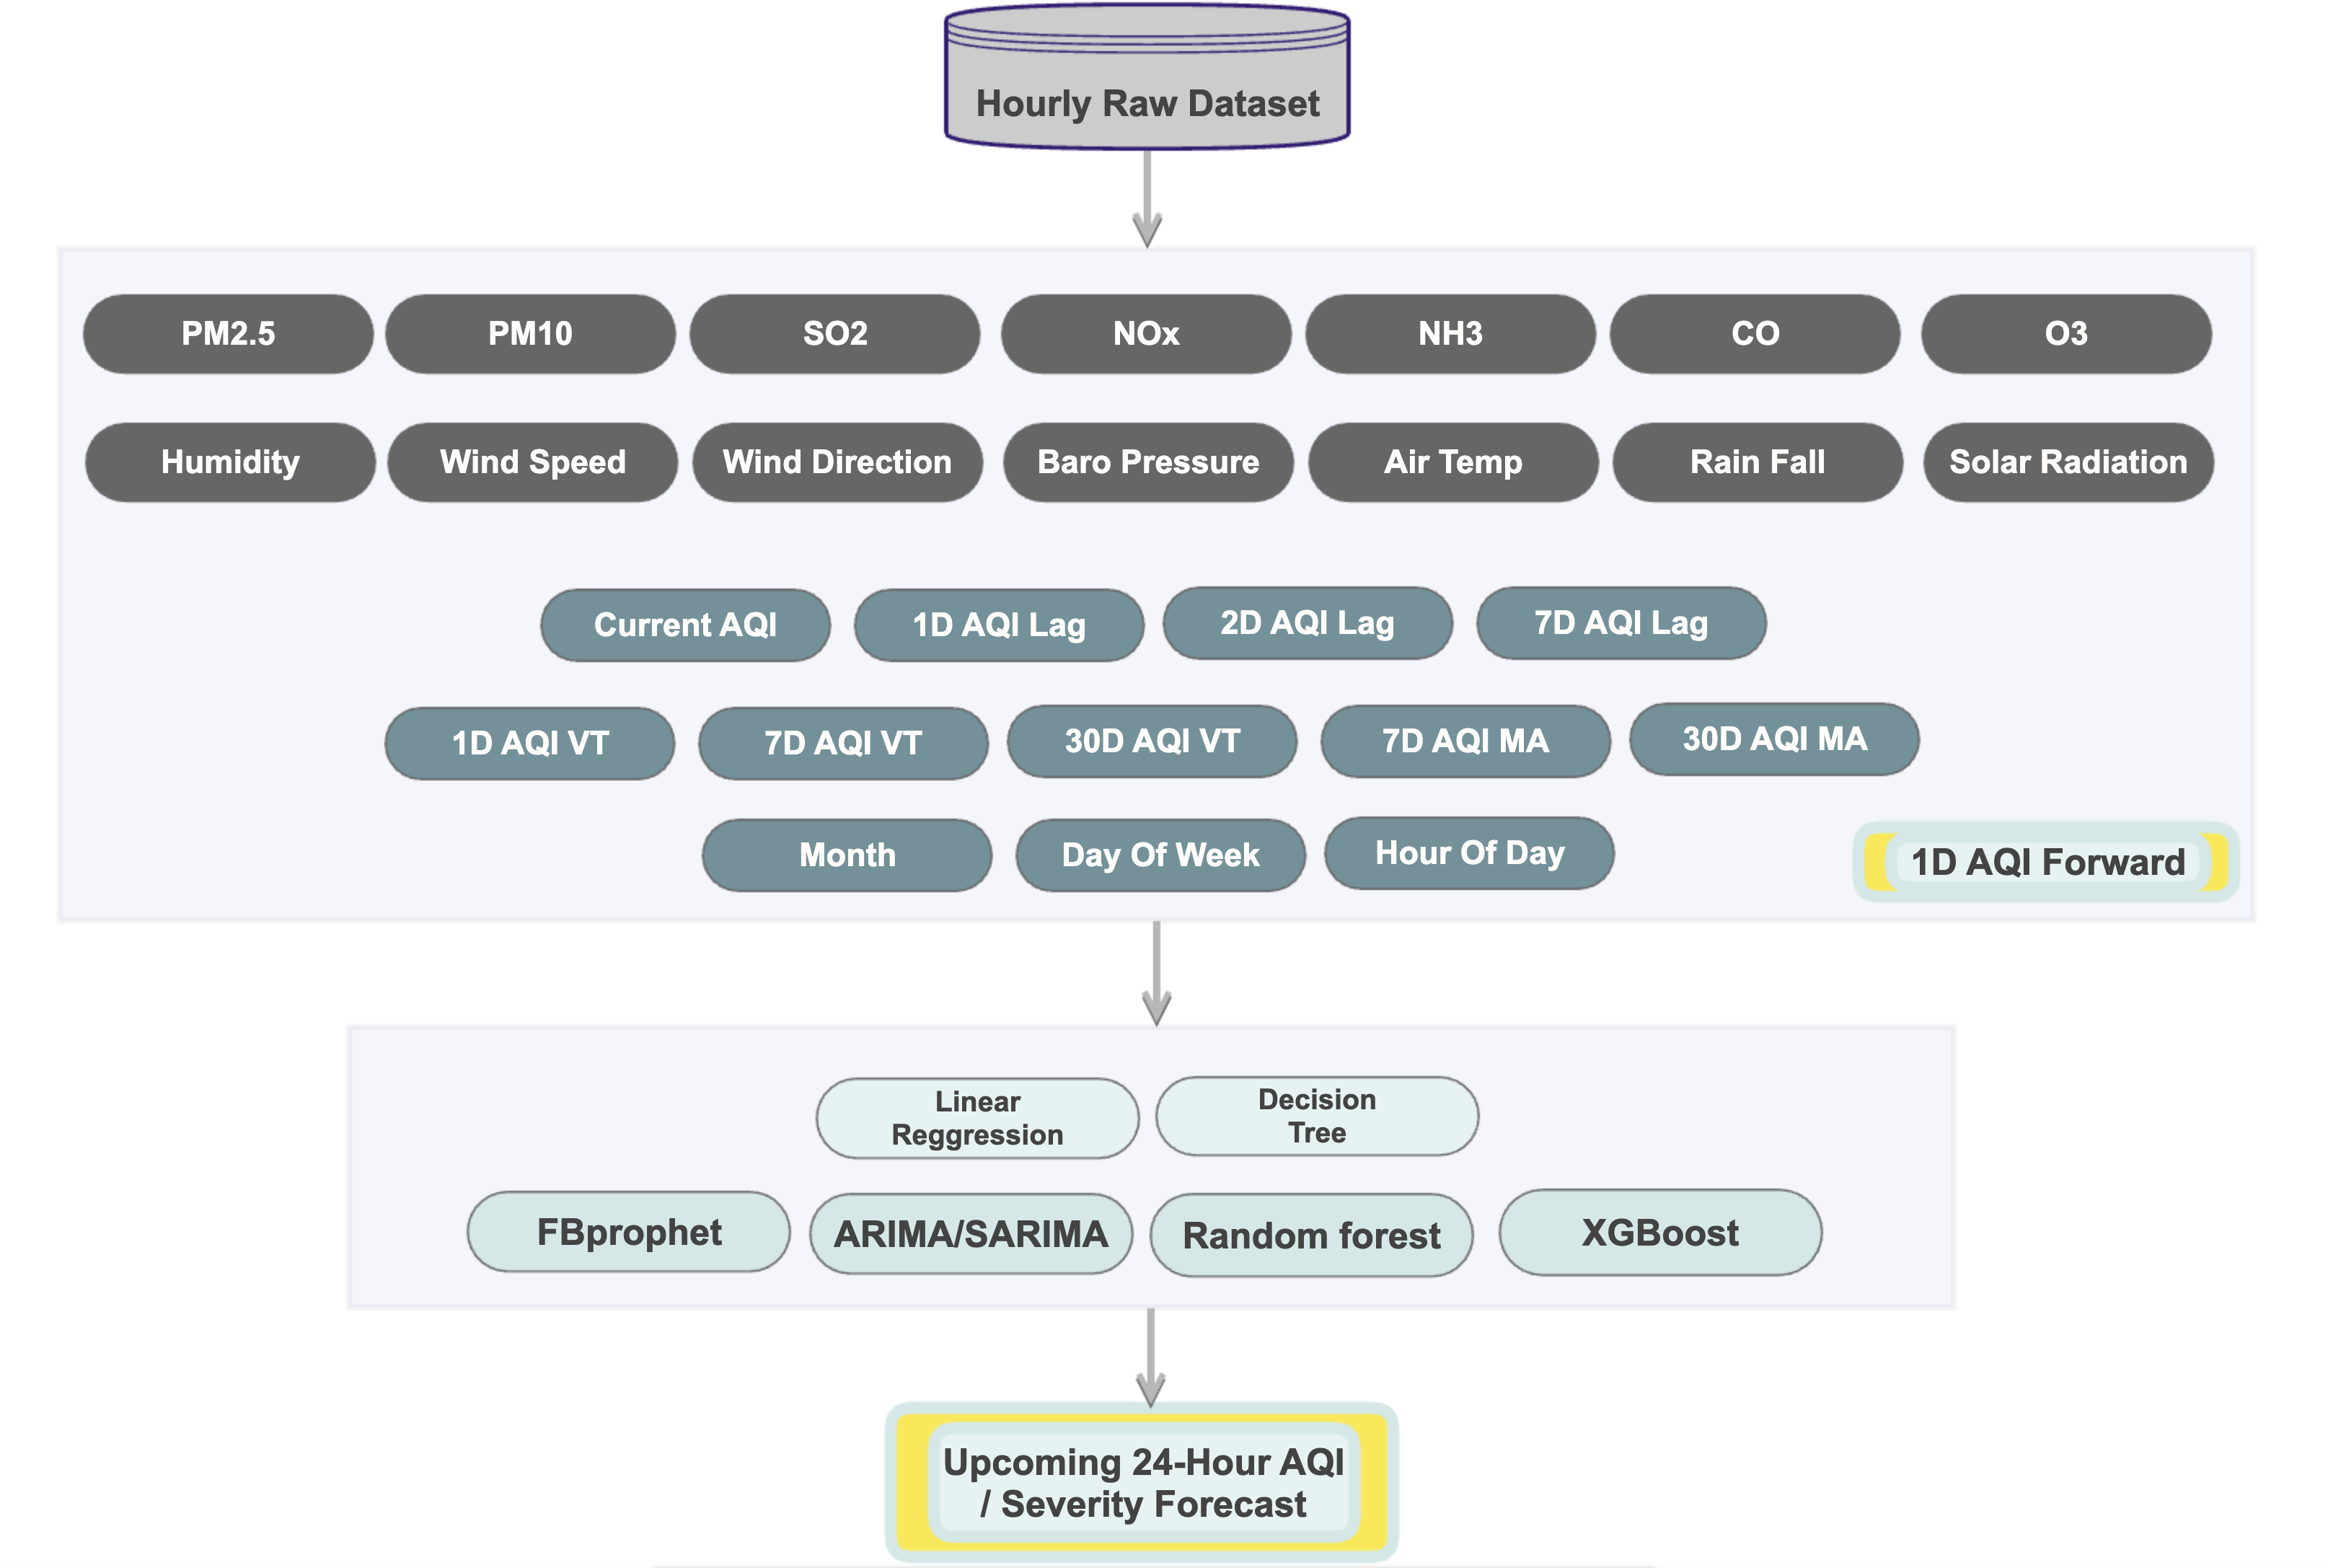 Hourly Raw Dataset
PM2.5
PM10
SO2
NOx
NH3
CO
O3
Humidity
Wind Speed
Wind Direction
Baro Pressure
Air Temp
Rain Fall
Solar Radiation
Current AQI
1D AQI Lag
2D AQI Lag
7D AQI Lag
1D AQI VT
7D AQI VT
30D AQI VT
7D AQI MA
30D AQI MA
Month
Day Of Week
Hour Of Day
1D AQI Forward
Linear
Reggression
Decision
Tree
FBprophet
ARIMA/SARIMA
Random forest
XGBoost
Upcoming 24-Hour AQI
/ Severity Forecast